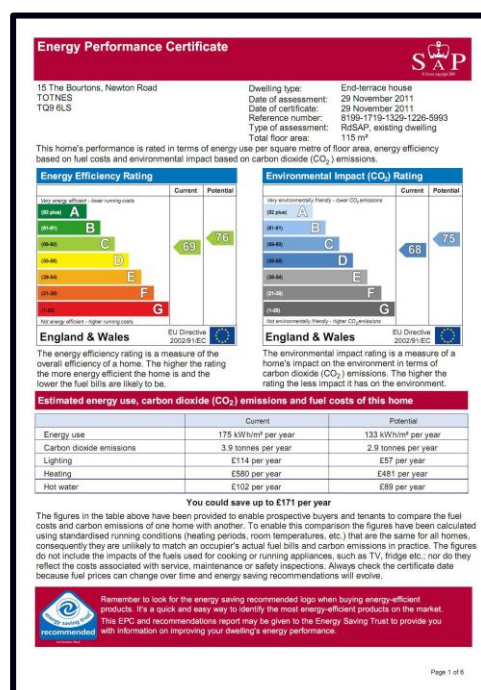 Energy Performance Certificate
SAP
15 The Bourtons, Newton Road
TOTNES
TQ9 6LS
Dwelling type: End-terrace house
Date of assessment: 29 November 2011
Date of certificate: 29 November 2011
Reference number: 8199-1719-1329-1226-5993
Type of assessment: RdSAP, existing dwelling
Total floor area: 115 m²
This home's performance is rated in terms of energy use per square metre of floor area, energy efficiency
based on fuel costs and environmental impact based on carbon dioxide (CO₂) emissions.
Energy Efficiency Rating
Current Potential
Very energy efficient - lower running costs
(92 plus) A
(81-91) B
(69-80) C
(55-68) D
(39-54) E
(21-38) F
(1-20) G
69
76
Not energy efficient - higher running costs
England & Wales
EU Directive
2002/91/EC
The energy efficiency rating is a measure of the
overall efficiency of a home. The higher the rating
the more energy efficient the home is and the
lower the fuel bills are likely to be.
Environmental Impact (CO₂) Rating
Current Potential
Very environmentally friendly - lower CO₂ emissions
(92 plus) A
(81-91) B
(69-80) C
(55-68) D
(39-54) E
(21-38) F
(1-20) G
68
75
Not environmentally friendly - higher CO₂ emissions
England & Wales
EU Directive
2002/91/EC
The environmental impact rating is a measure of a
home's impact on the environment in terms of
carbon dioxide (CO₂) emissions. The higher the
rating the less impact it has on the environment.
Estimated energy use, carbon dioxide (CO₂) emissions and fuel costs of this home
Current Potential
Energy use 175 kWh/m² per year 133 kWh/m² per year
Carbon dioxide emissions 3.9 tonnes per year 2.9 tonnes per year
Lighting £114 per year £57 per year
Heating £580 per year £481 per year
Hot water £102 per year £89 per year
You could save up to £171 per year
The figures in the table above have been provided to enable prospective buyers and tenants to compare the fuel
costs and carbon emissions of one home with another. To enable this comparison the figures have been calculated
using standardised running conditions (heating periods, room temperatures, etc.) that are the same for all homes,
consequently they are unlikely to match an occupier's actual fuel bills and carbon emissions in practice. The figures
do not include the impacts of the fuels used for cooking or running appliances, such as TV, fridge etc.; nor do they
reflect the costs associated with service, maintenance or safety inspections. Always check the certificate date
because fuel prices can change over time and energy saving recommendations will evolve.
energy saving trust
recommended
Remember to look for the energy saving recommended logo when buying energy-efficient
products. It's a quick and easy way to identify the most energy-efficient products on the market.
This EPC and recommendations report may be given to the Energy Saving Trust to provide you
with information on improving your dwelling's energy performance.
Page 1 of 6